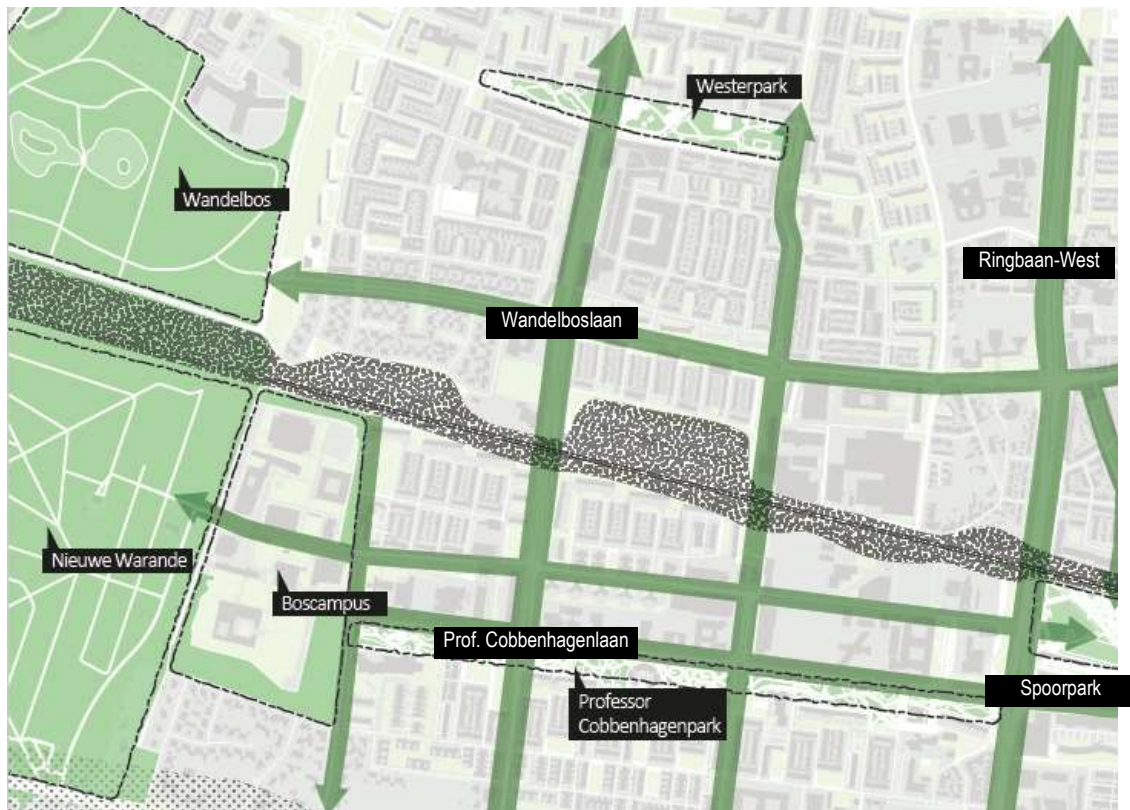 Westerpark
Wandelbos
Ringbaan-West
Wandelboslaan
Nieuwe Warande
Boscampus
Prof. Cobbenhagenlaan
Spoorpark
Professor
Cobbenhagenpark